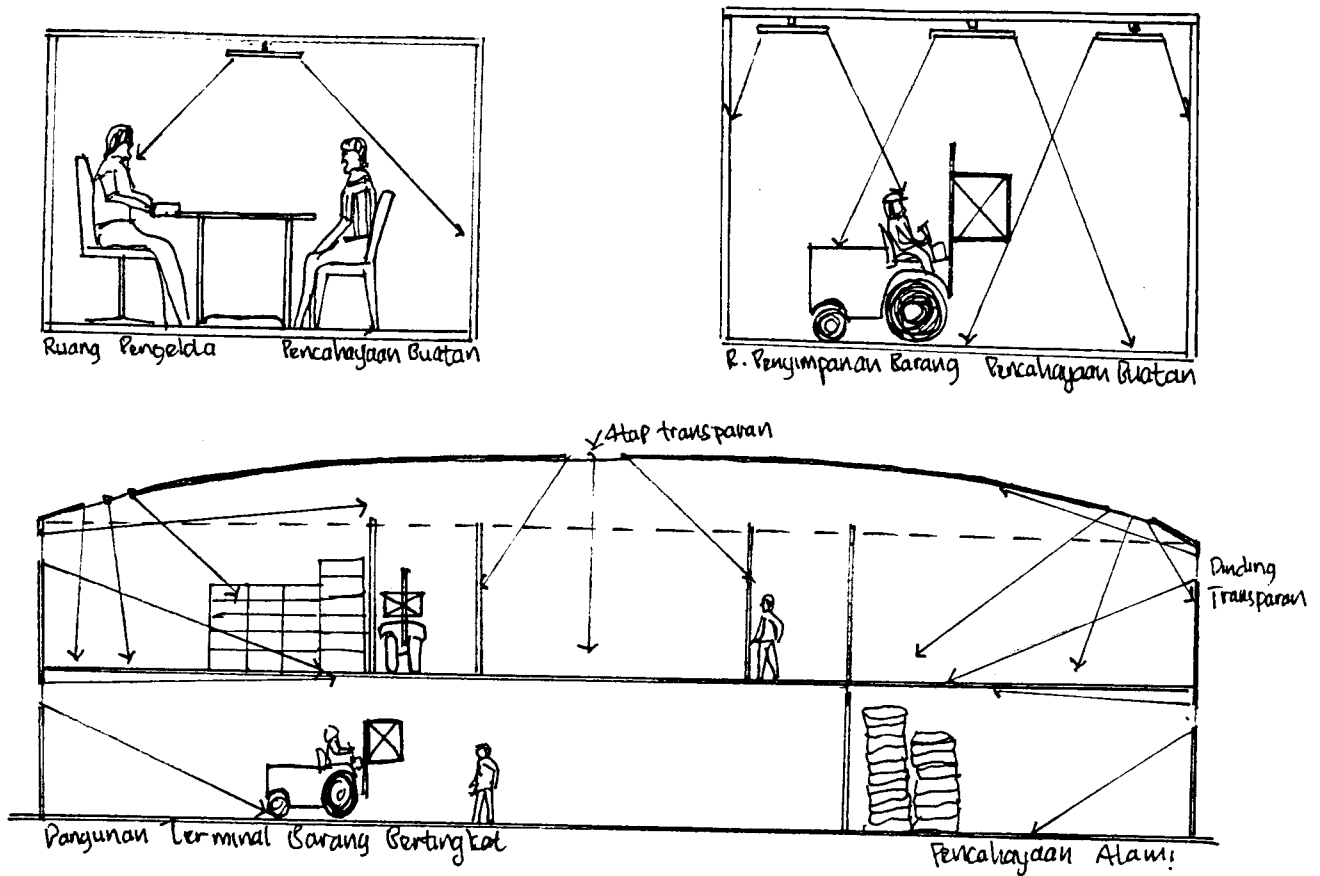 Ruang Pengelola
Pencahayaan Buatan
R. Penyimpanan Barang
Pencahayaan Buatan
Atap transparan
Dinding
Transparan
Bangunan Terminal Barang Bertingkat
Pencahayaan Alami